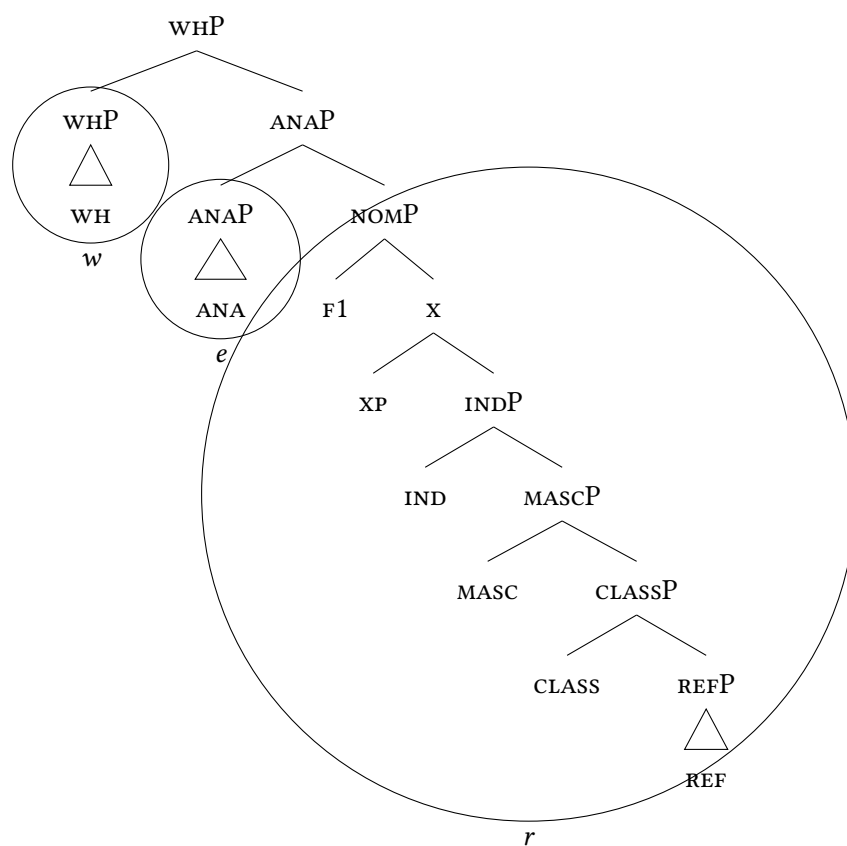 WHP
WHP ANAP
WH ANAP NOMP
w
ANA F1 X
e
XP INDP
IND MASCP
MASC CLASSP
CLASS REFP
REF
r